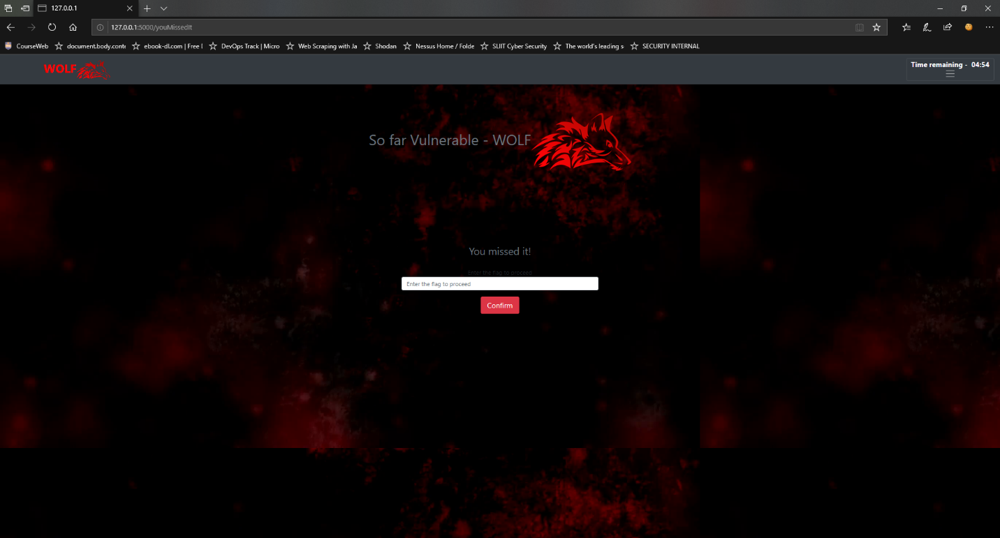 127.0.0.1
127.0.0.1:5000/youMissedIt
CourseWeb document.body.conte ebook-dl.com | Free I DevOps Track | Micro Web Scraping with Ja Shodan Nessus Home / Folde SLIIT Cyber Security The world's leading s SECURITY INTERNAL
WOLF
Time remaining - 04:54
So far Vulnerable - WOLF
You missed it!
Enter the flag to proceed
Enter the flag to proceed
Confirm